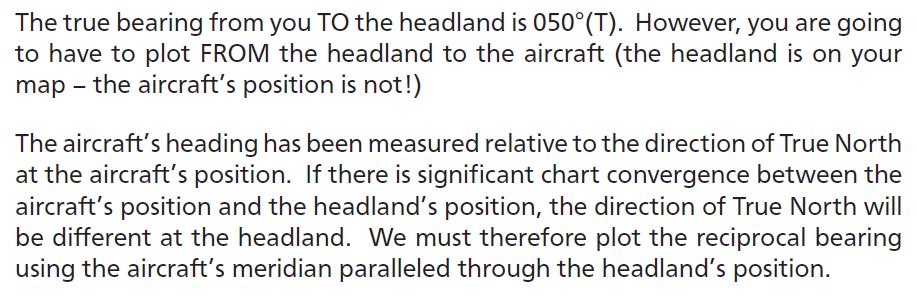 The true bearing from you TO the headland is 050°(T).  However, you are going
to have to plot FROM the headland to the aircraft (the headland is on your
map – the aircraft's position is not!)
The aircraft's heading has been measured relative to the direction of True North
at the aircraft's position.  If there is significant chart convergence between the
aircraft's position and the headland's position, the direction of True North will
be different at the headland.  We must therefore plot the reciprocal bearing
using the aircraft's meridian paralleled through the headland's position.